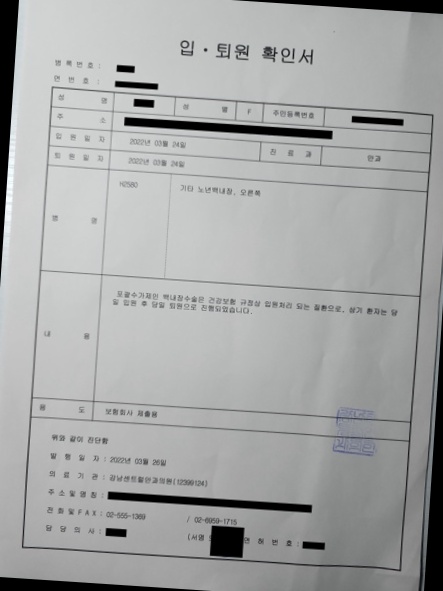 입 · 퇴원 확인서
등록번호 :
연 번 호 :
성 명 성 별 F 주민등록번호
주 소
입 원 일 자 2022년 03월 24일 진 료 과 안과
퇴 원 일 자 2022년 03월 24일
병 명 H2580 기타 노년백내장, 오른쪽
내 용 포괄수가제인 백내장수술은 건강보험 규정상 입원처리 되는 질환으로, 상기 환자는 당
일 입원 후 당일 퇴원으로 진행되었습니다.
용 도 보험회사 제출용
위와 같이 진단함
발 행 일 자 : 2022년 03월 26일
의 료 기 관 : 강남센트럴안과의원(12399124)
주 소 및 명 칭 :
전 화 및 F A X : 02-555-1369 / 02-6959-1715
담 당 의 사 : (서명 면 허 번 호 :